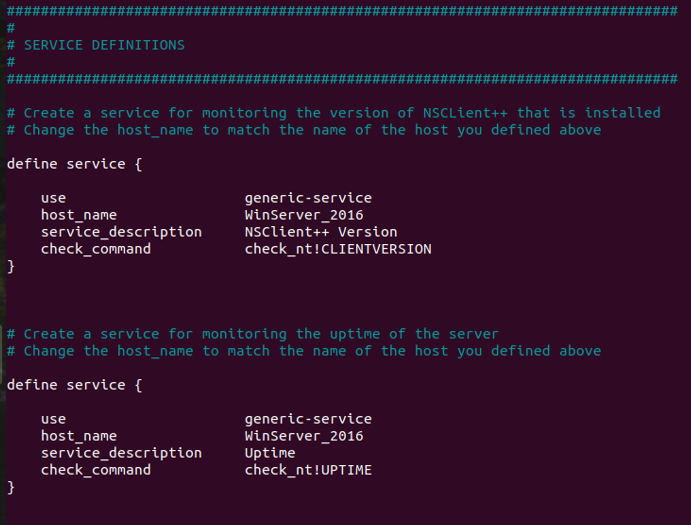 ################################################################################
#
# SERVICE DEFINITIONS
#
################################################################################
# Create a service for monitoring the version of NSCLient++ that is installed
# Change the host_name to match the name of the host you defined above
define service {
    use                     generic-service
    host_name               WinServer_2016
    service_description     NSClient++ Version
    check_command           check_nt!CLIENTVERSION
}
# Create a service for monitoring the uptime of the server
# Change the host_name to match the name of the host you defined above
define service {
    use                     generic-service
    host_name               WinServer_2016
    service_description     Uptime
    check_command           check_nt!UPTIME
}